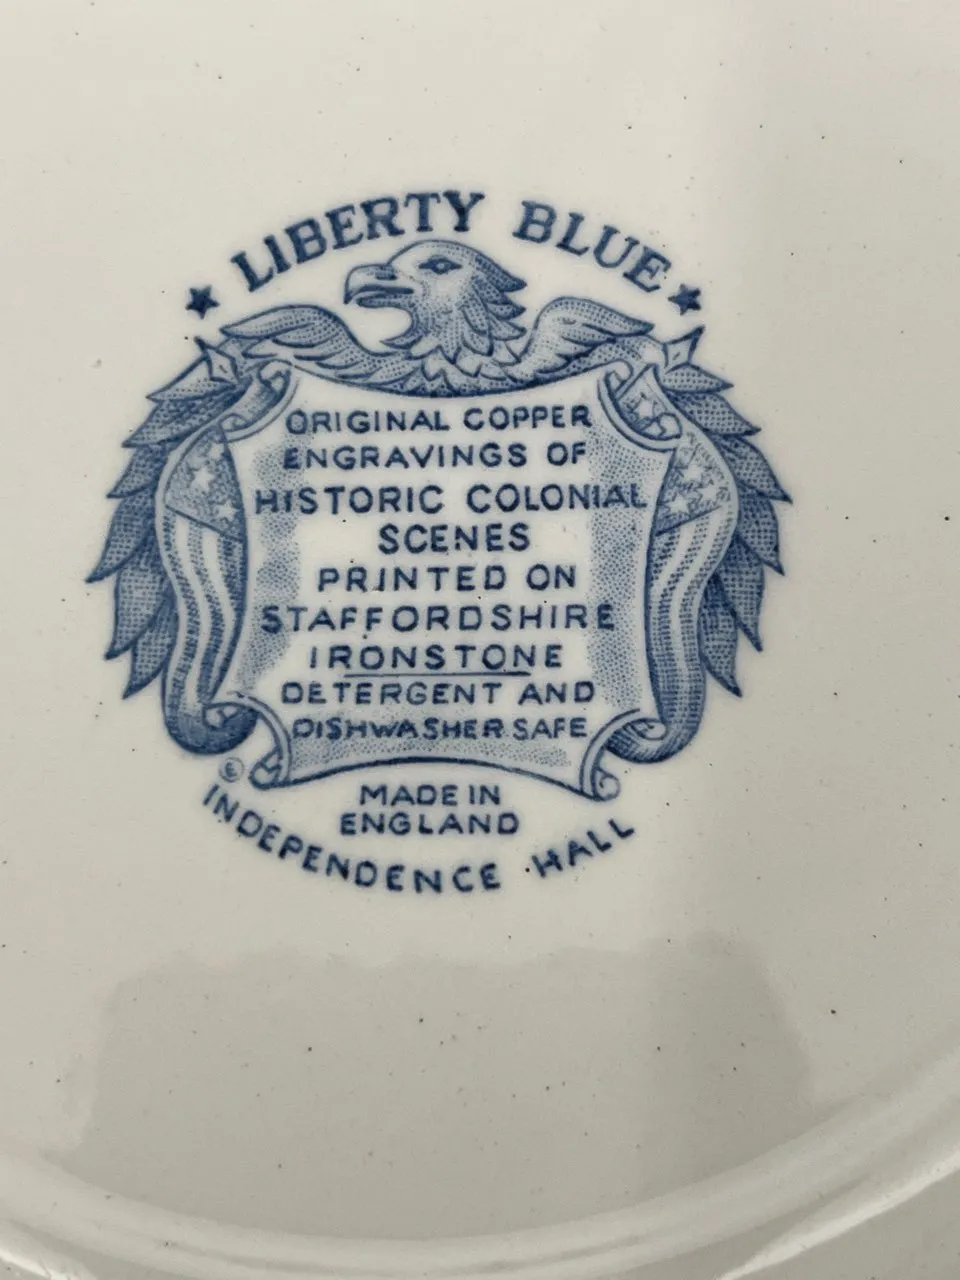 ★ LIBERTY BLUE ★
ORIGINAL COPPER
ENGRAVINGS OF
HISTORIC COLONIAL
SCENES
PRINTED ON
STAFFORDSHIRE
IRONSTONE
DETERGENT AND
DISHWASHER SAFE
MADE IN
ENGLAND
© INDEPENDENCE HALL